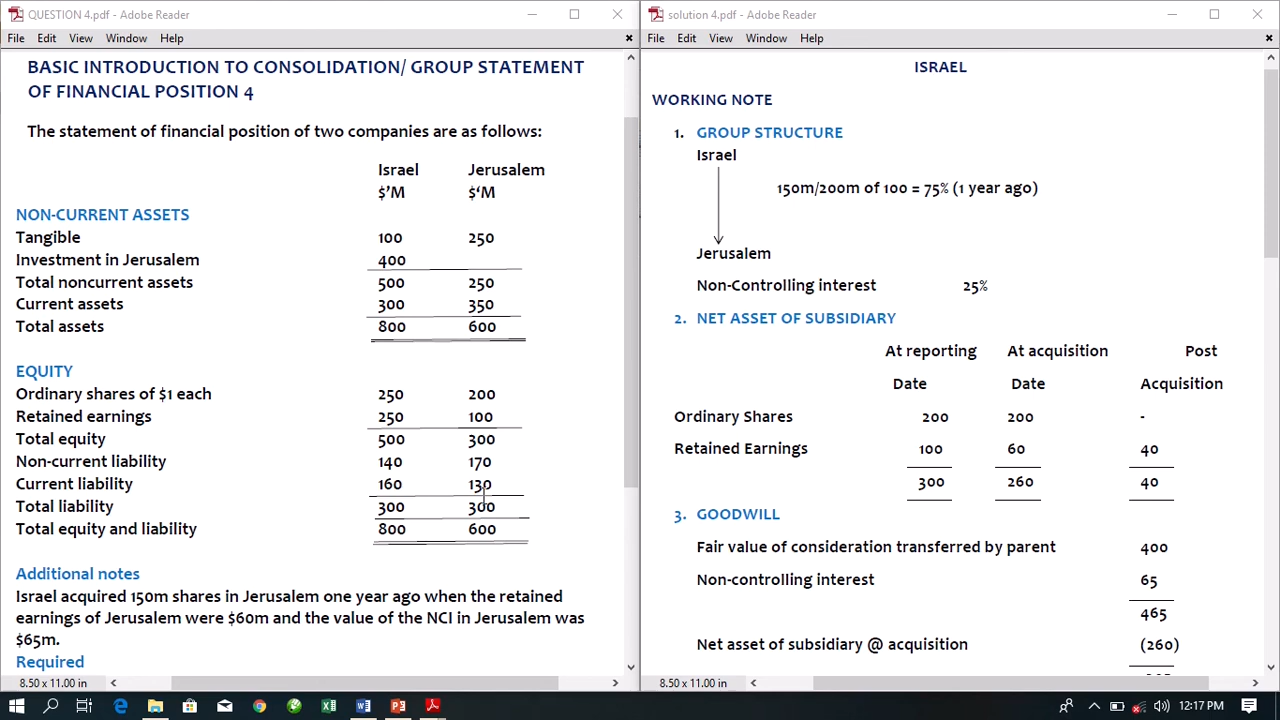 QUESTION 4.pdf - Adobe Reader
File Edit View Window Help
BASIC INTRODUCTION TO CONSOLIDATION/ GROUP STATEMENT
OF FINANCIAL POSITION 4
The statement of financial position of two companies are as follows:
Israel Jerusalem
$’M $‘M
NON-CURRENT ASSETS
Tangible 100 250
Investment in Jerusalem 400
Total noncurrent assets 500 250
Current assets 300 350
Total assets 800 600
EQUITY
Ordinary shares of $1 each 250 200
Retained earnings 250 100
Total equity 500 300
Non-current liability 140 170
Current liability 160 130
Total liability 300 300
Total equity and liability 800 600
Additional notes
Israel acquired 150m shares in Jerusalem one year ago when the retained
earnings of Jerusalem were $60m and the value of the NCI in Jerusalem was
$65m.
Required
8.50 x 11.00 in
solution 4.pdf - Adobe Reader
File Edit View Window Help
ISRAEL
WORKING NOTE
1. GROUP STRUCTURE
Israel
150m/200m of 100 = 75% (1 year ago)
Jerusalem
Non-Controlling interest 25%
2. NET ASSET OF SUBSIDIARY
At reporting At acquisition Post
Date Date Acquisition
Ordinary Shares 200 200 -
Retained Earnings 100 60 40
300 260 40
3. GOODWILL
Fair value of consideration transferred by parent 400
Non-controlling interest 65
465
Net asset of subsidiary @ acquisition (260)
8.50 x 11.00 in
12:17 PM